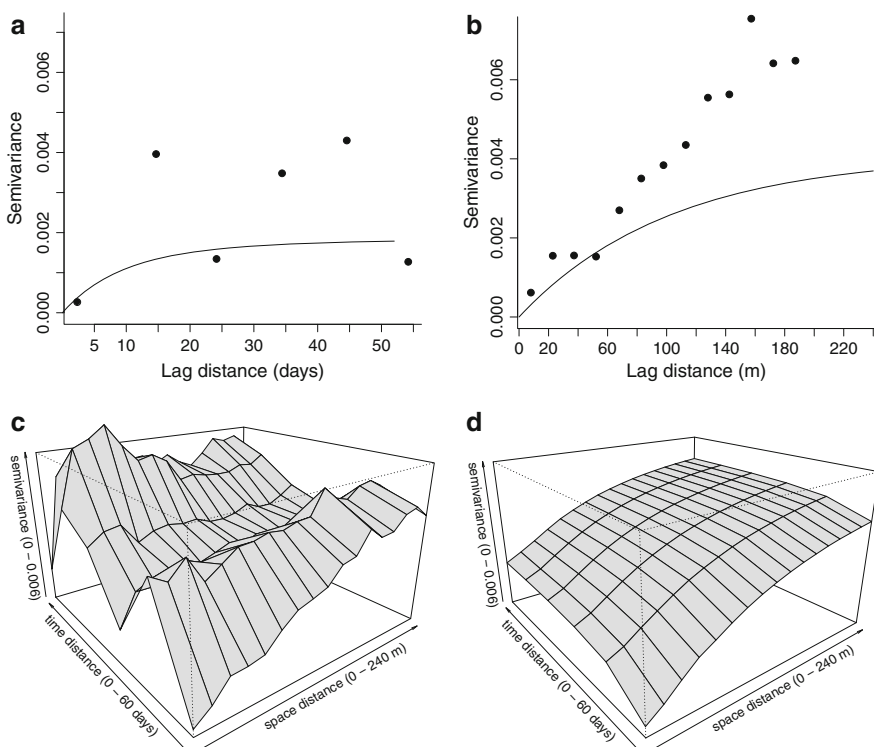 a
Semivariance
0.000 0.002 0.004 0.006
5 10 20 30 40 50
Lag distance (days)
b
Semivariance
0.000 0.002 0.004 0.006
0 20 60 100 140 180 220
Lag distance (m)
c
semivariance (0 – 0.006)
time distance (0 – 60 days)
space distance (0 – 240 m)
d
semivariance (0 – 0.006)
time distance (0 – 60 days)
space distance (0 – 240 m)